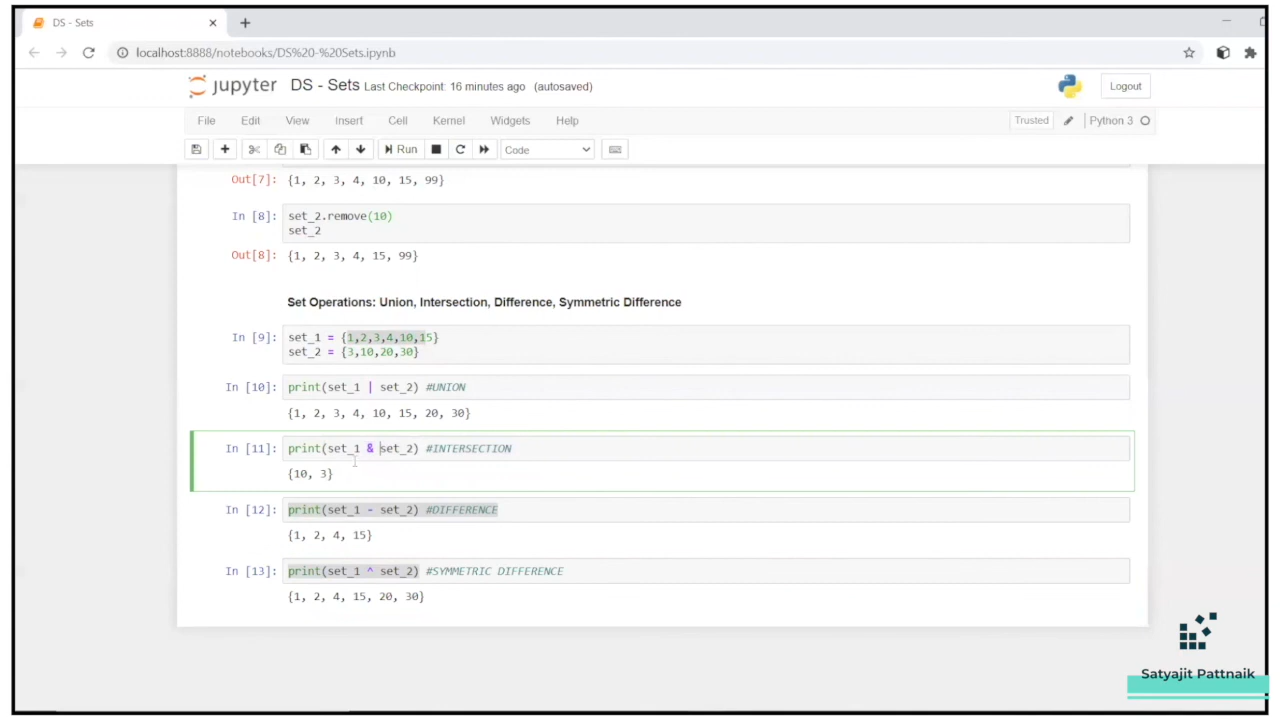 DS - Sets
localhost:8888/notebooks/DS%20-%20Sets.ipynb
jupyter DS - Sets Last Checkpoint: 16 minutes ago (autosaved)
Logout
File Edit View Insert Cell Kernel Widgets Help
Trusted Python 3
Run Code
Out[7]: {1, 2, 3, 4, 10, 15, 99}
In [8]: set_2.remove(10)
set_2
Out[8]: {1, 2, 3, 4, 15, 99}
Set Operations: Union, Intersection, Difference, Symmetric Difference
In [9]: set_1 = {1,2,3,4,10,15}
set_2 = {3,10,20,30}
In [10]: print(set_1 | set_2) #UNION
{1, 2, 3, 4, 10, 15, 20, 30}
In [11]: print(set_1 & set_2) #INTERSECTION
{10, 3}
In [12]: print(set_1 - set_2) #DIFFERENCE
{1, 2, 4, 15}
In [13]: print(set_1 ^ set_2) #SYMMETRIC DIFFERENCE
{1, 2, 4, 15, 20, 30}
Satyajit Pattnaik